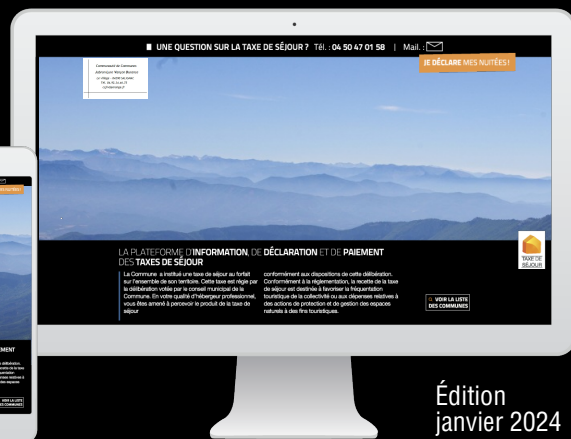 UNE QUESTION SUR LA TAXE DE SÉJOUR ? Tél. : 04 50 47 01 58 | Mail. :
JE DÉCLARE MES NUITÉES !
LA PLATEFORME D'INFORMATION, DE DÉCLARATION ET DE PAIEMENT
DES TAXES DE SÉJOUR
La Commune a institué une taxe de séjour au forfait
sur l'ensemble de son territoire. Cette taxe est régie par
la délibération votée par le conseil municipal de la
Commune. En votre qualité d'hébergeur professionnel,
vous êtes amené à percevoir le produit de la taxe de
séjour
conformément aux dispositions de cette délibération.
Conformément à la réglementation, la recette de la taxe
de séjour est destinée à favoriser la fréquentation
touristique de la collectivité ou aux dépenses relatives à
des actions de protection et de gestion des espaces
naturels à des fins touristiques.
TAXE DE
SÉJOUR
VOIR LA LISTE
DES COMMUNES
VOIR LA LISTE
DES COMMUNES
Édition
janvier 2024